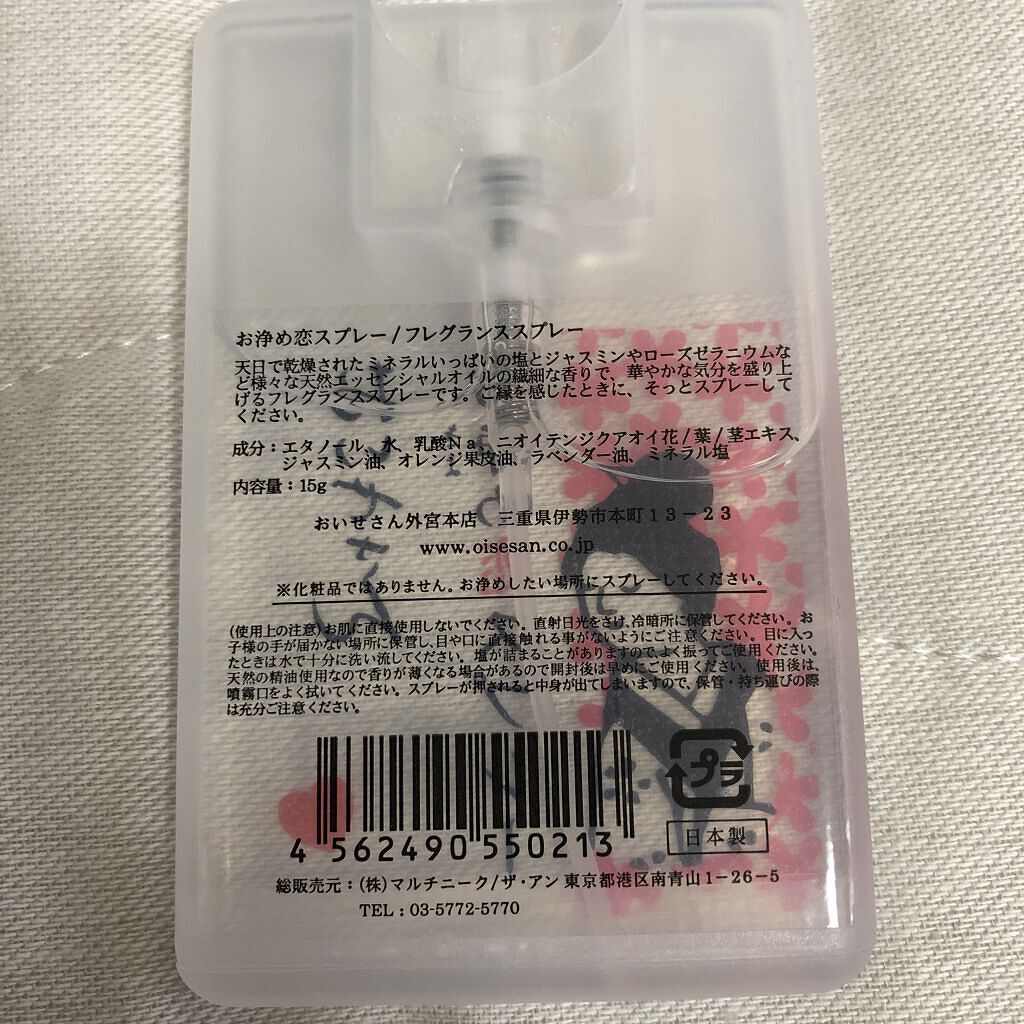 お浄め恋スプレー/フレグランススプレー
天日で乾燥されたミネラルいっぱいの塩とジャスミンやローズゼラニウムな
ど様々な天然エッセンシャルオイルの繊細な香りで、華やかな気分を盛り上
げるフレグランススプレーです。ご縁を感じたときに、そっとスプレーして
ください。
成分：エタノール、水、乳酸Na、ニオイテンジクアオイ花/葉/茎エキス、
ジャスミン油、オレンジ果皮油、ラベンダー油、ミネラル塩
内容量：15g
おいせさん外宮本店　三重県伊勢市本町13-23
www.oisesan.co.jp
※化粧品ではありません。お浄めしたい場所にスプレーしてください。
(使用上の注意)お肌に直接使用しないでください。直射日光をさけ、冷暗所に保管してください。お
子様の手が届かない場所に保管し、目や口に直接触れる事がないようにご注意ください。目に入っ
たときは水で十分に洗い流してください。塩が詰まることがありますので、よく振ってご使用ください。
天然の精油使用なので香りが薄くなる場合があるので開封後は早めにご使用ください。使用後は、
噴霧口をよく拭いてください。スプレーが押されると中身が出てしまいますので、保管・持ち運びの際
は充分ご注意ください。
プラ
4 562490 550213
日本製
総販売元：(株)マルチニーク/ザ・アン 東京都港区南青山1-26-5
TEL：03-5772-5770